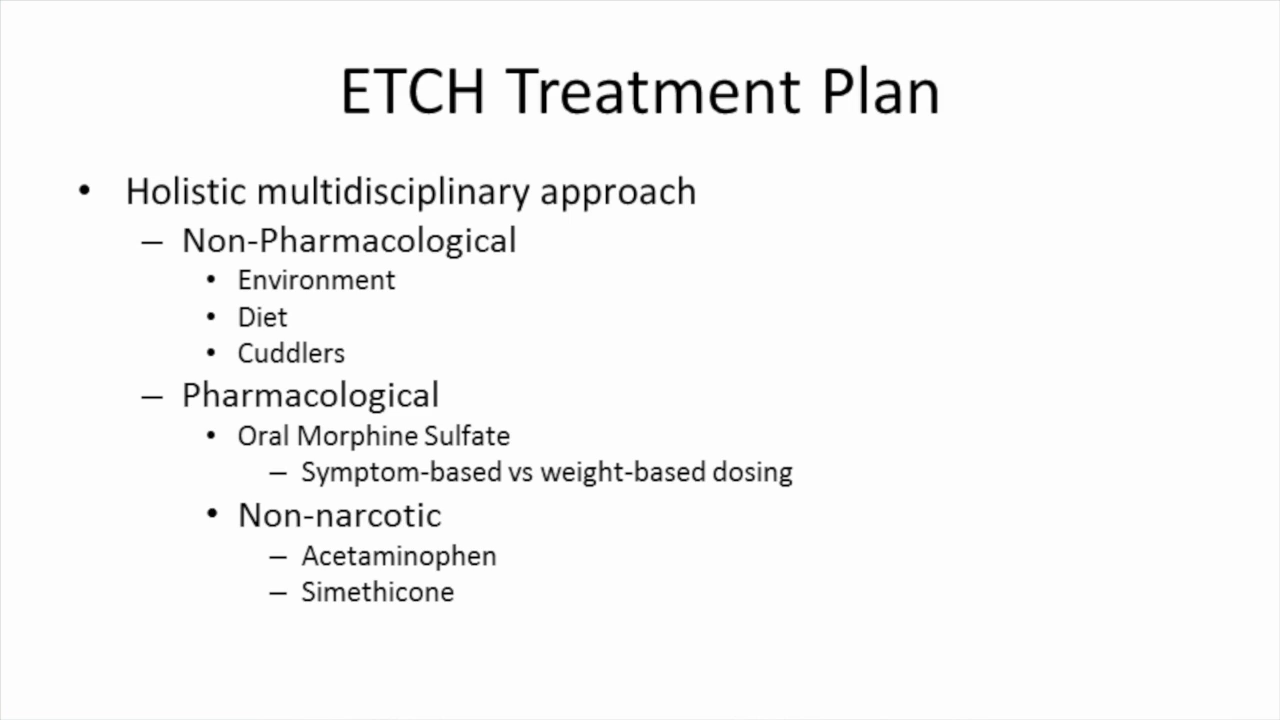 ETCH Treatment Plan
• Holistic multidisciplinary approach
– Non-Pharmacological
• Environment
• Diet
• Cuddlers
– Pharmacological
• Oral Morphine Sulfate
– Symptom-based vs weight-based dosing
• Non-narcotic
– Acetaminophen
– Simethicone